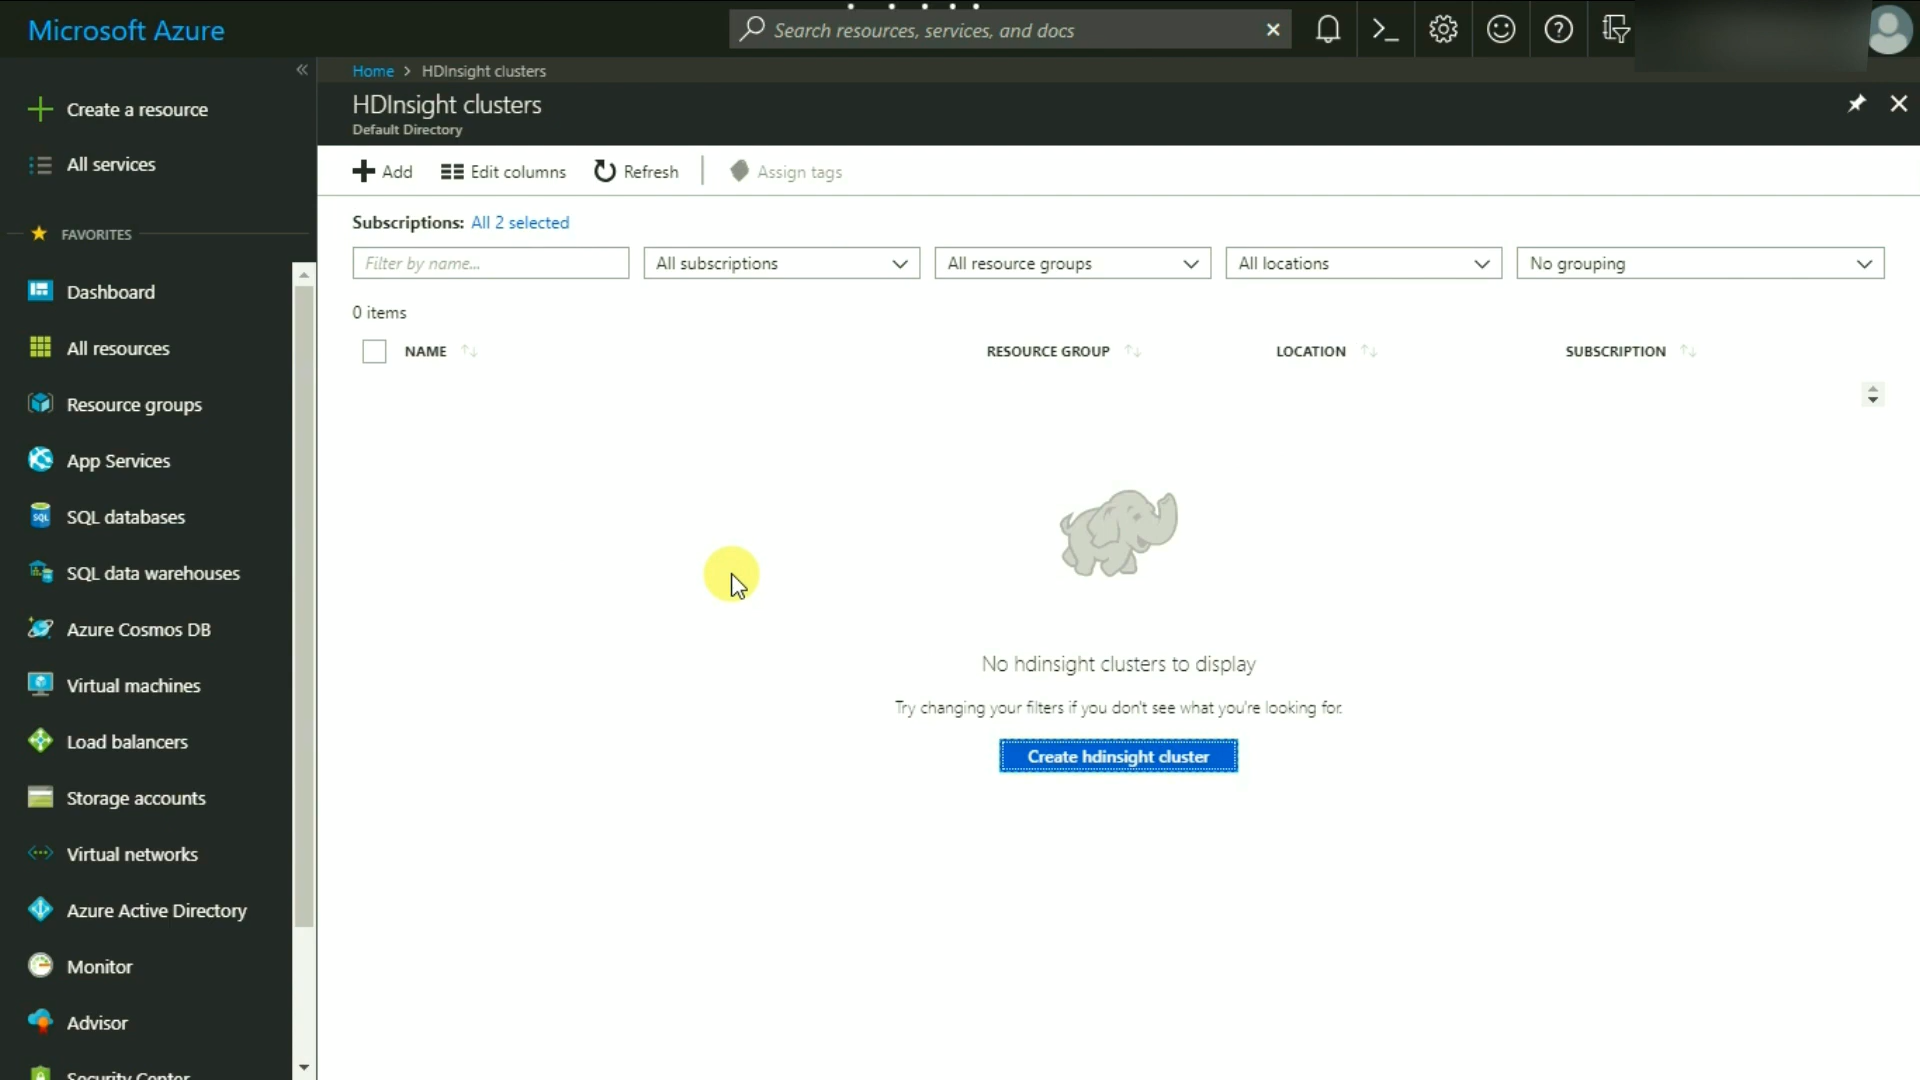 Microsoft Azure
Search resources, services, and docs
Home > HDInsight clusters
HDInsight clusters
Default Directory
Create a resource
All services
FAVORITES
Dashboard
All resources
Resource groups
App Services
SQL databases
SQL data warehouses
Azure Cosmos DB
Virtual machines
Load balancers
Storage accounts
Virtual networks
Azure Active Directory
Monitor
Advisor
Security Center
Add
Edit columns
Refresh
Assign tags
Subscriptions: All 2 selected
Filter by name...
All subscriptions
All resource groups
All locations
No grouping
0 items
NAME
RESOURCE GROUP
LOCATION
SUBSCRIPTION
No hdinsight clusters to display
Try changing your filters if you don't see what you're looking for.
Create hdinsight cluster